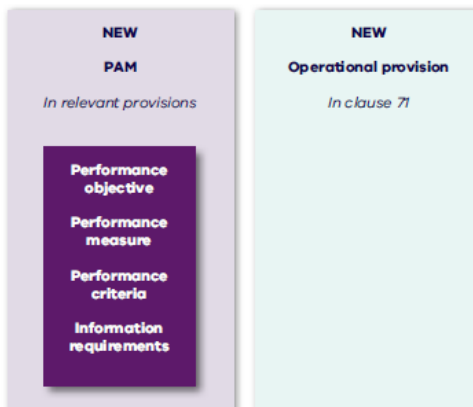 NEW
PAM
In relevant provisions
Performance
objective
Performance
measure
Performance
criteria
Information
requirements
NEW
Operational provision
In clause 71